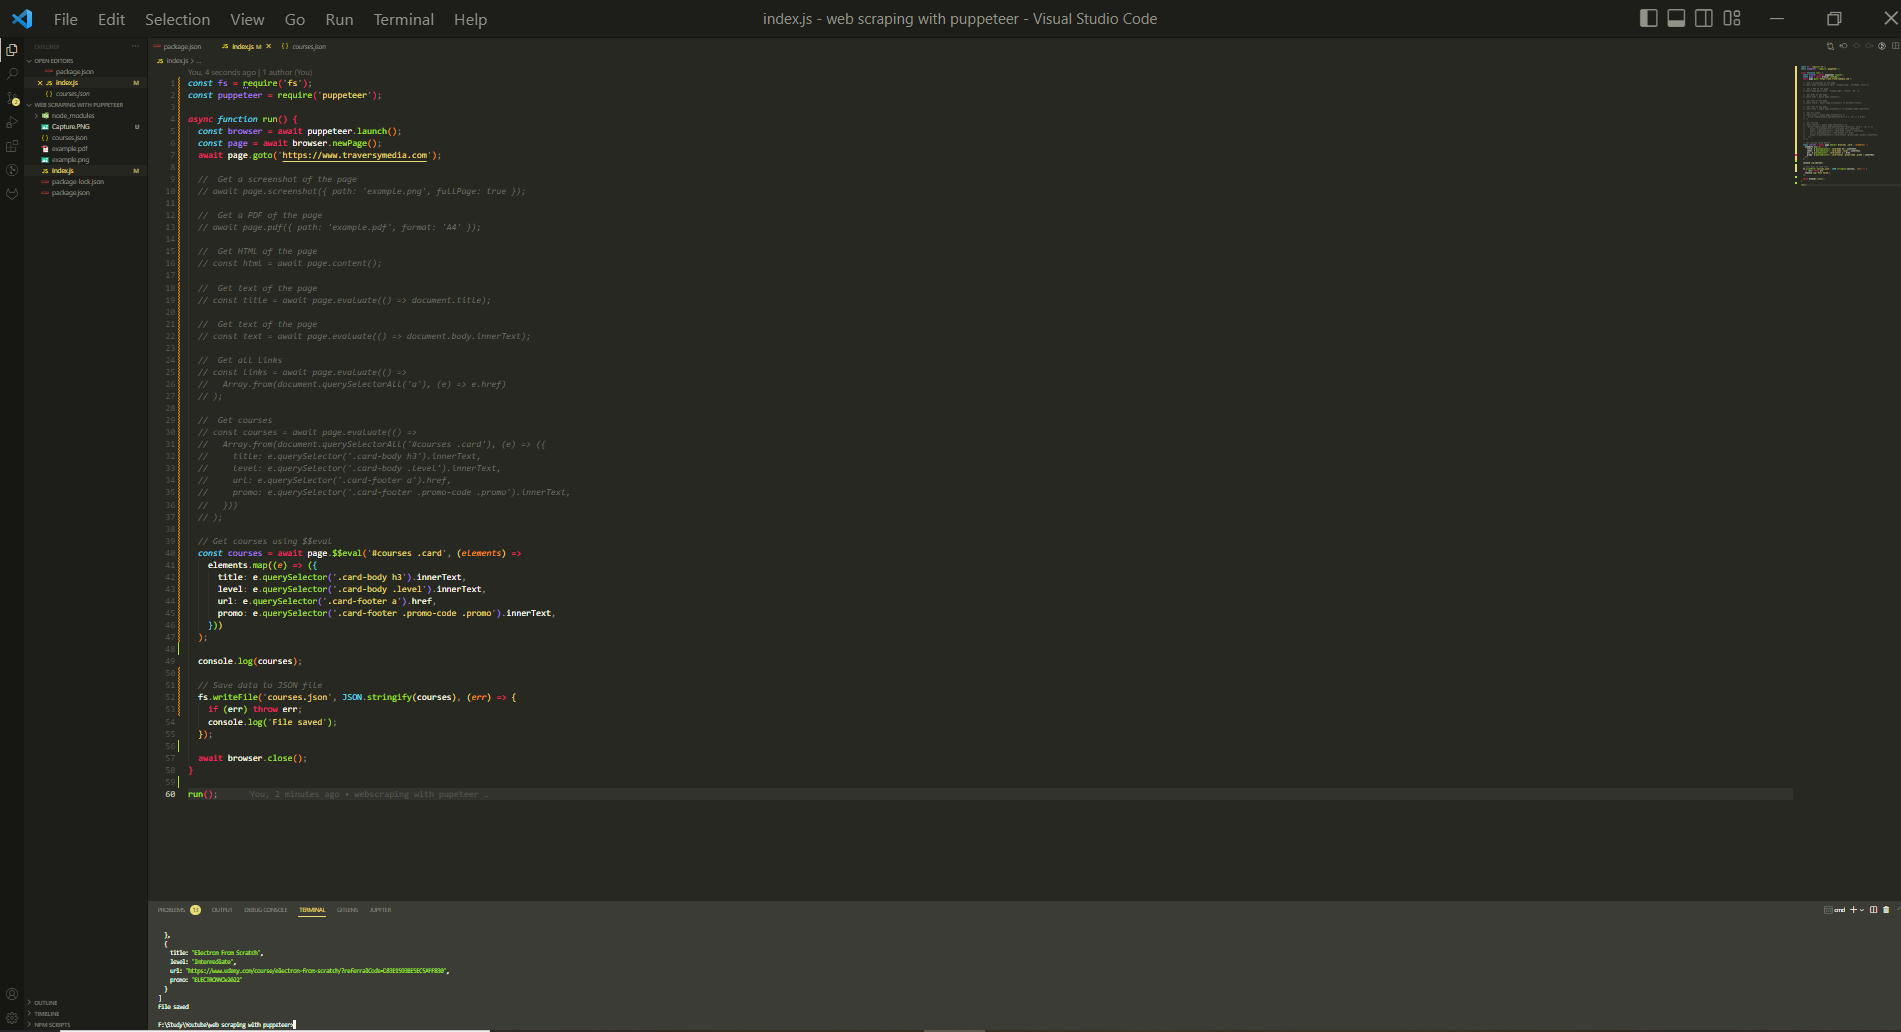 File Edit Selection View Go Run Terminal Help
index.js - web scraping with puppeteer - Visual Studio Code
EXPLORER
OPEN EDITORS
package.json
JS index.js M
{} courses.json
WEB SCRAPING WITH PUPPETEER
node_modules
Capture.PNG U
{} courses.json
example.pdf
example.png
JS index.js M
package-lock.json
package.json
OUTLINE
TIMELINE
NPM SCRIPTS
package.json JS index.js M {} courses.json
JS index.js > ...
You, 4 seconds ago | 1 author (You)
1 const fs = require('fs');
2 const puppeteer = require('puppeteer');
3
4 async function run() {
5 const browser = await puppeteer.launch();
6 const page = await browser.newPage();
7 await page.goto('https://www.traversymedia.com');
8
9 // Get a screenshot of the page
10 // await page.screenshot({ path: 'example.png', fullPage: true });
11
12 // Get a PDF of the page
13 // await page.pdf({ path: 'example.pdf', format: 'A4' });
14
15 // Get HTML of the page
16 // const html = await page.content();
17
18 // Get text of the page
19 // const title = await page.evaluate(() => document.title);
20
21 // Get text of the page
22 // const text = await page.evaluate(() => document.body.innerText);
23
24 // Get all links
25 // const links = await page.evaluate(() =>
26 // Array.from(document.querySelectorAll('a'), (e) => e.href)
27 // );
28
29 // Get courses
30 // const courses = await page.evaluate(() =>
31 // Array.from(document.querySelectorAll('#courses .card'), (e) => ({
32 // title: e.querySelector('.card-body h3').innerText,
33 // level: e.querySelector('.card-body .level').innerText,
34 // url: e.querySelector('.card-footer a').href,
35 // promo: e.querySelector('.card-footer .promo-code .promo').innerText,
36 // }))
37 // );
38
39 // Get courses using $$eval
40 const courses = await page.$$eval('#courses .card', (elements) =>
41 elements.map((e) => ({
42 title: e.querySelector('.card-body h3').innerText,
43 level: e.querySelector('.card-body .level').innerText,
44 url: e.querySelector('.card-footer a').href,
45 promo: e.querySelector('.card-footer .promo-code .promo').innerText,
46 }))
47 );
48
49 console.log(courses);
50
51 // Save data to JSON file
52 fs.writeFile('courses.json', JSON.stringify(courses), (err) => {
53 if (err) throw err;
54 console.log('File saved');
55 });
56
57 await browser.close();
58 }
59
60 run(); You, 2 minutes ago • webscraping with pupeteer …
PROBLEMS OUTPUT DEBUG CONSOLE TERMINAL GITLENS JUPYTER
cmd
},
{
title: "Electron From Scratch",
level: "Intermediate",
promo: "ELECTRONNOV2022"
}
]
File saved
F:\Study\Youtube\web scraping with puppeteer>